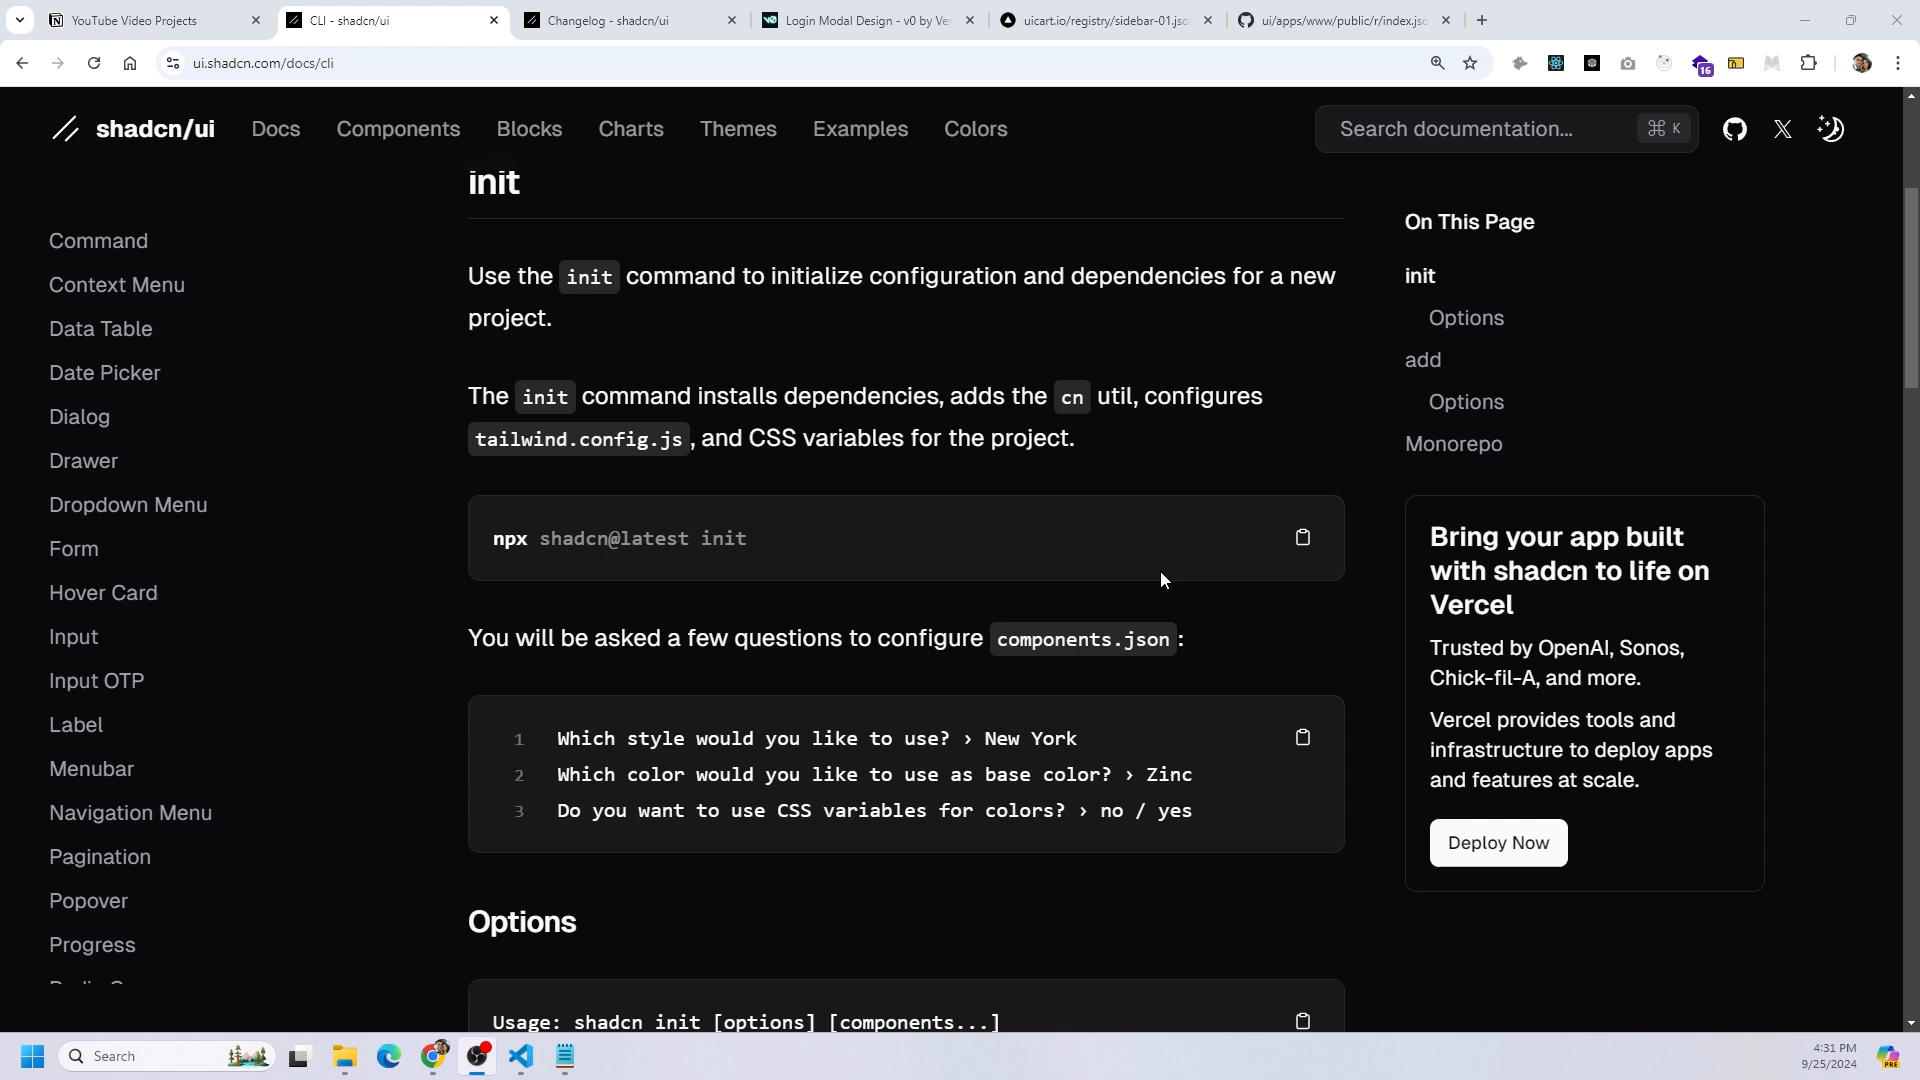 YouTube Video Projects
CLI - shadcn/ui
Changelog - shadcn/ui
Login Modal Design - v0 by Ver
uicart.io/registry/sidebar-01.jso
ui/apps/www/public/r/index.jso
ui.shadcn.com/docs/cli
16
shadcn/ui
Docs
Components
Blocks
Charts
Themes
Examples
Colors
Search documentation...
⌘ K
Command
Context Menu
Data Table
Date Picker
Dialog
Drawer
Dropdown Menu
Form
Hover Card
Input
Input OTP
Label
Menubar
Navigation Menu
Pagination
Popover
Progress
init
Use the init command to initialize configuration and dependencies for a new
project.
The init command installs dependencies, adds the cn util, configures
tailwind.config.js, and CSS variables for the project.
npx shadcn@latest init
You will be asked a few questions to configure components.json:
1 Which style would you like to use? › New York
2 Which color would you like to use as base color? › Zinc
3 Do you want to use CSS variables for colors? › no / yes
Options
Usage: shadcn init [options] [components...]
On This Page
init
Options
add
Options
Monorepo
Bring your app built
with shadcn to life on
Vercel
Trusted by OpenAI, Sonos,
Chick-fil-A, and more.
Vercel provides tools and
infrastructure to deploy apps
and features at scale.
Deploy Now
Search
4:31 PM
9/25/2024
PRE